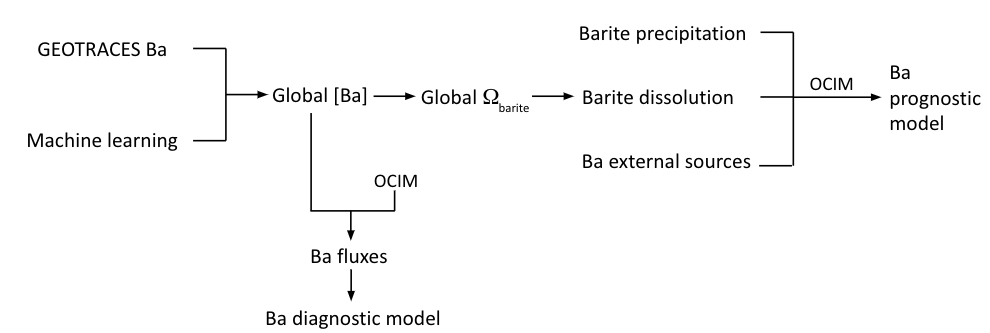 GEOTRACES Ba
Machine learning
Global [Ba]
Global Ωbarite
Barite precipitation
Barite dissolution
Ba external sources
OCIM
Ba
prognostic
model
OCIM
Ba fluxes
Ba diagnostic model